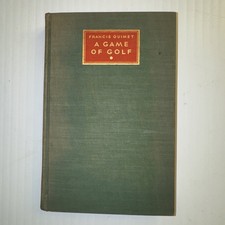 FRANCIS OUIMET
A GAME
OF GOLF